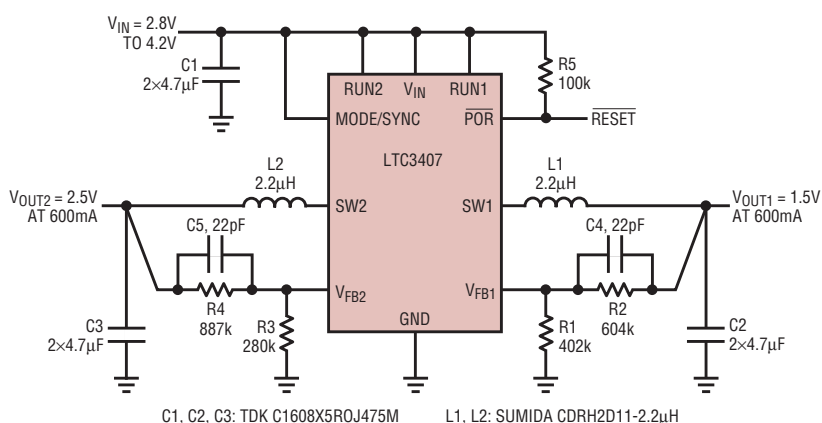 VIN = 2.8V
TO 4.2V
C1
2×4.7µF
R5
100k
RUN2 VIN RUN1
MODE/SYNC
POR
RESET
LTC3407
L2
2.2µH
L1
2.2µH
VOUT2 = 2.5V
AT 600mA
SW2
SW1
VOUT1 = 1.5V
AT 600mA
C5, 22pF
C4, 22pF
VFB2
VFB1
R4
887k
R2
604k
GND
C3
2×4.7µF
R3
280k
R1
402k
C2
2×4.7µF
C1, C2, C3: TDK C1608X5ROJ475M
L1, L2: SUMIDA CDRH2D11-2.2µH